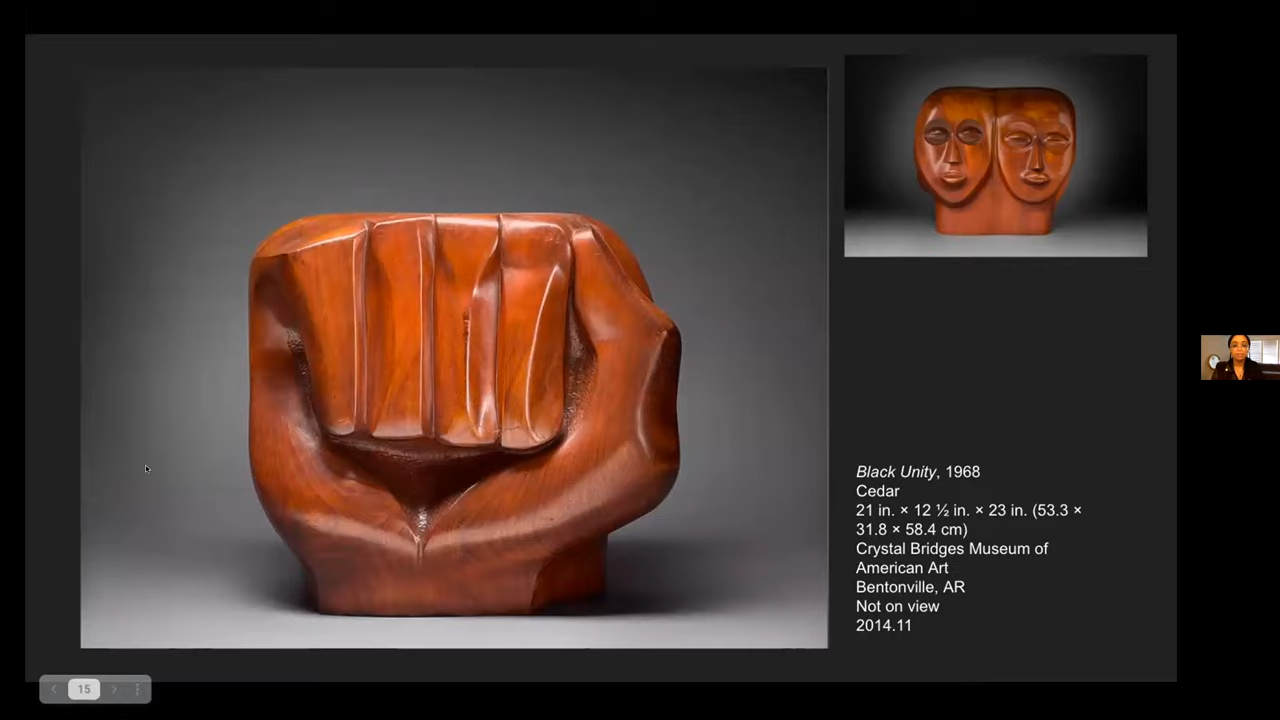 Black Unity, 1968
Cedar
21 in. × 12 ½ in. × 23 in. (53.3 ×
31.8 × 58.4 cm)
Crystal Bridges Museum of
American Art
Bentonville, AR
Not on view
2014.11
15